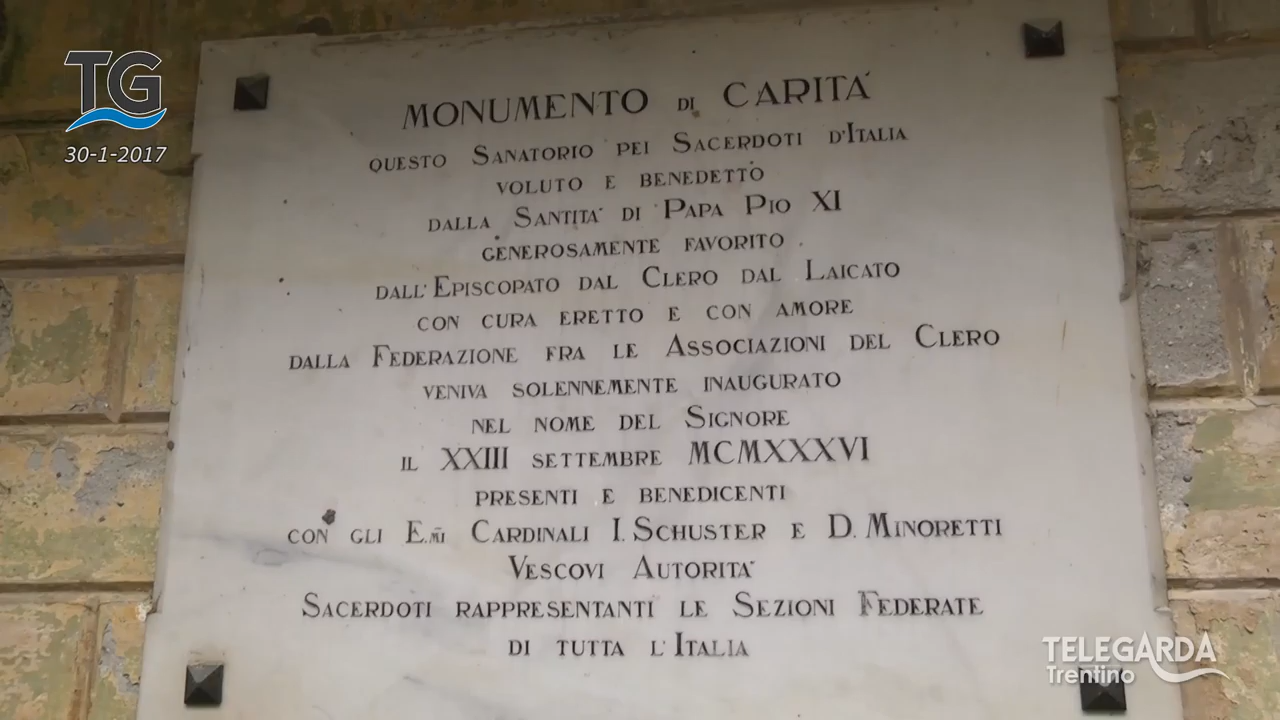 TG
30-1-2017
MONUMENTO DI CARITA'
QUESTO SANATORIO PEI SACERDOTI D'ITALIA
VOLUTO E BENEDETTO
DALLA SANTITA' DI PAPA PIO XI
GENEROSAMENTE FAVORITO
DALL'EPISCOPATO DAL CLERO DAL LAICATO
CON CURA ERETTO E CON AMORE
DALLA FEDERAZIONE FRA LE ASSOCIAZIONI DEL CLERO
VENIVA SOLENNEMENTE INAUGURATO
NEL NOME DEL SIGNORE
IL XXIII SETTEMBRE MCMXXXVI
PRESENTI E BENEDICENTI
CON GLI E.MI CARDINALI I. SCHUSTER E D. MINORETTI
VESCOVI AUTORITA'
SACERDOTI RAPPRESENTANTI LE SEZIONI FEDERATE
DI TUTTA L'ITALIA
TELEGARDA
Trentino